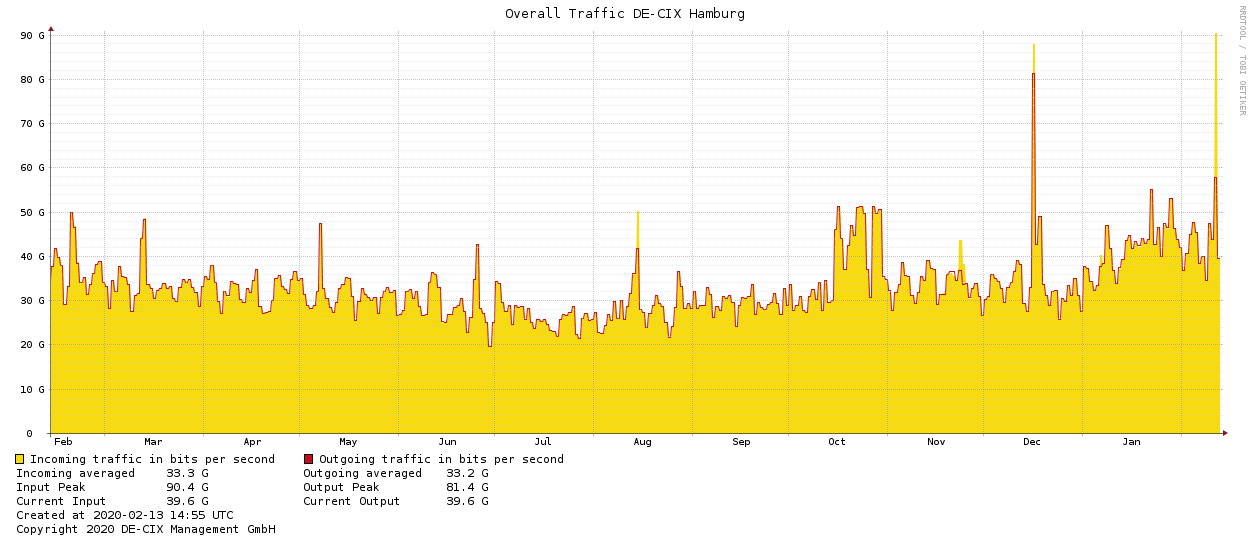 Overall Traffic DE-CIX Hamburg
RRDTOOL / TOBI OETIKER
90 G
80 G
70 G
60 G
50 G
40 G
30 G
20 G
10 G
0
Feb Mar Apr May Jun Jul Aug Sep Oct Nov Dec Jan
Incoming traffic in bits per second Outgoing traffic in bits per second
Incoming averaged 33.3 G Outgoing averaged 33.2 G
Input Peak 90.4 G Output Peak 81.4 G
Current Input 39.6 G Current Output 39.6 G
Created at 2020-02-13 14:55 UTC
Copyright 2020 DE-CIX Management GmbH